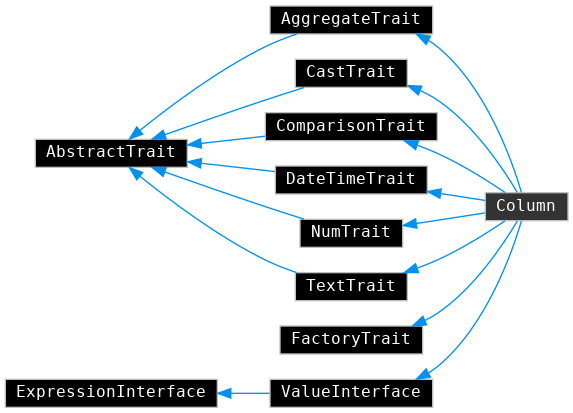 AggregateTrait
CastTrait
ComparisonTrait
AbstractTrait
DateTimeTrait
Column
NumTrait
TextTrait
FactoryTrait
ExpressionInterface
ValueInterface